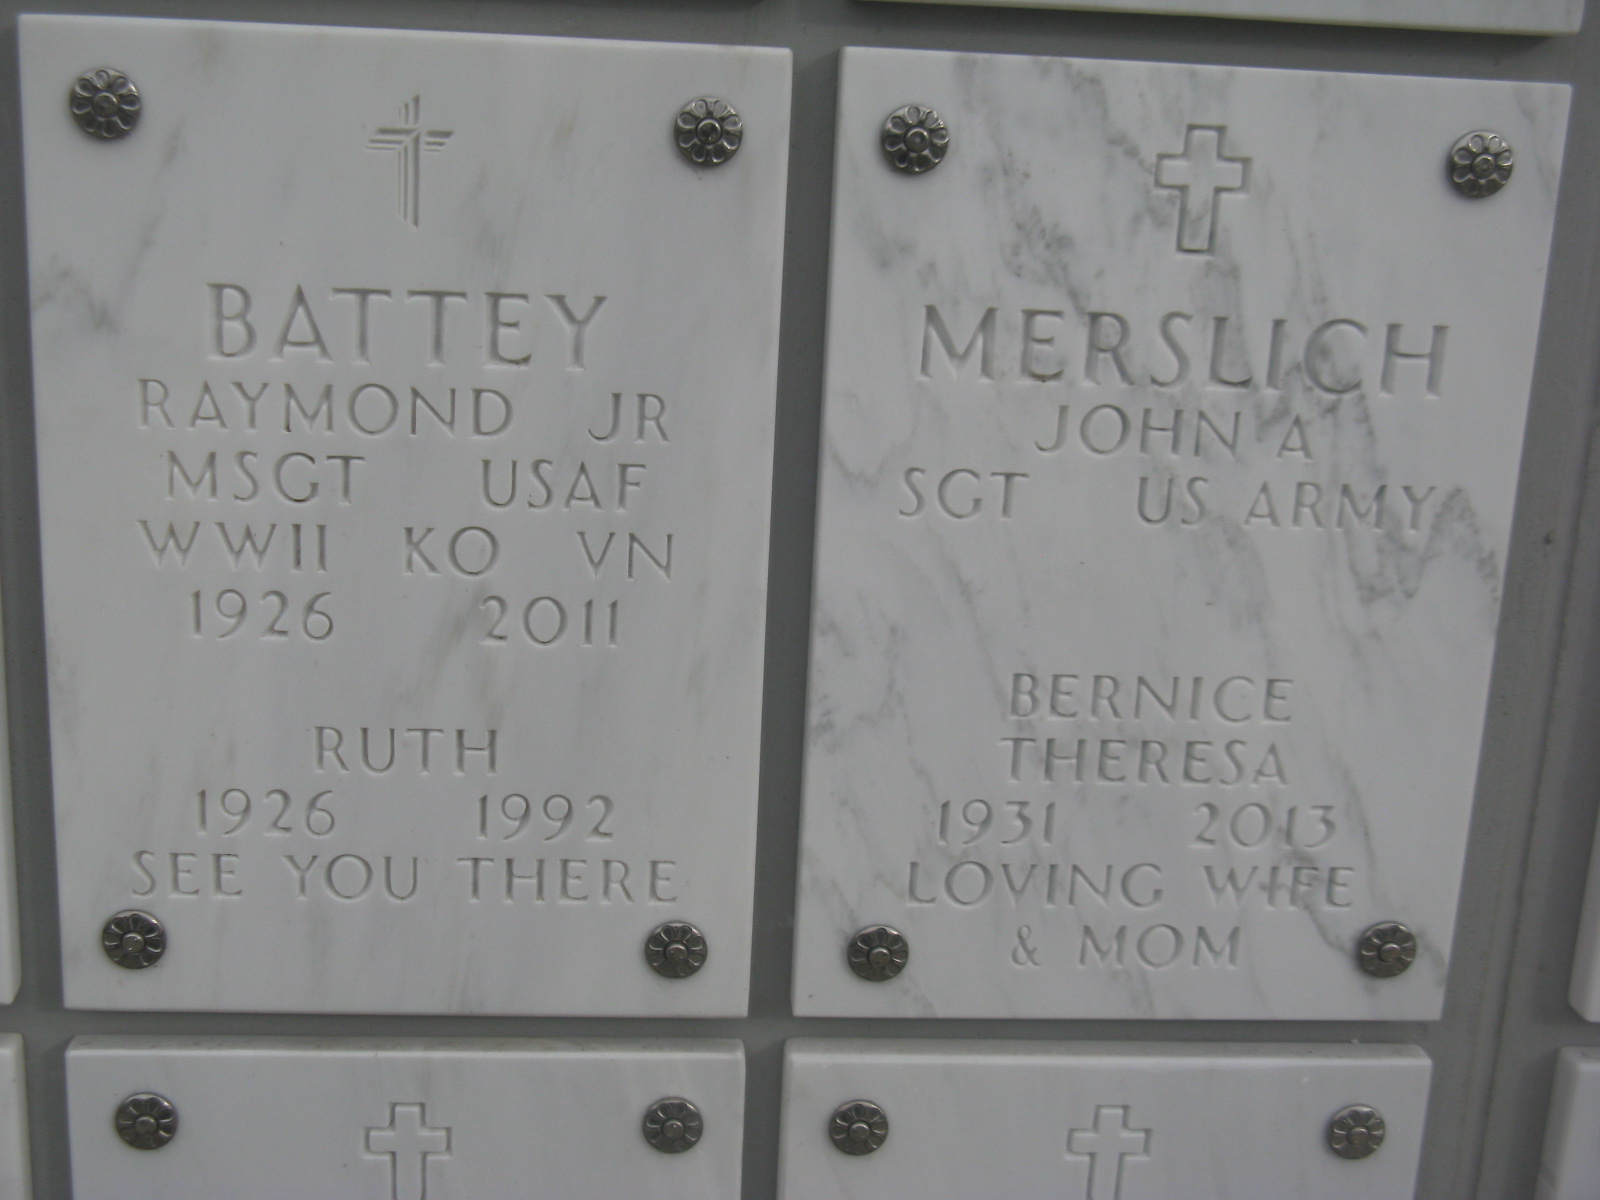 BATTEY
RAYMOND JR
MSGT USAF
WWII KO VN
1926 2011
RUTH
1926 1992
SEE YOU THERE
MERSLICH
JOHN A
SGT US ARMY
BERNICE
THERESA
1931 2013
LOVING WIFE
& MOM